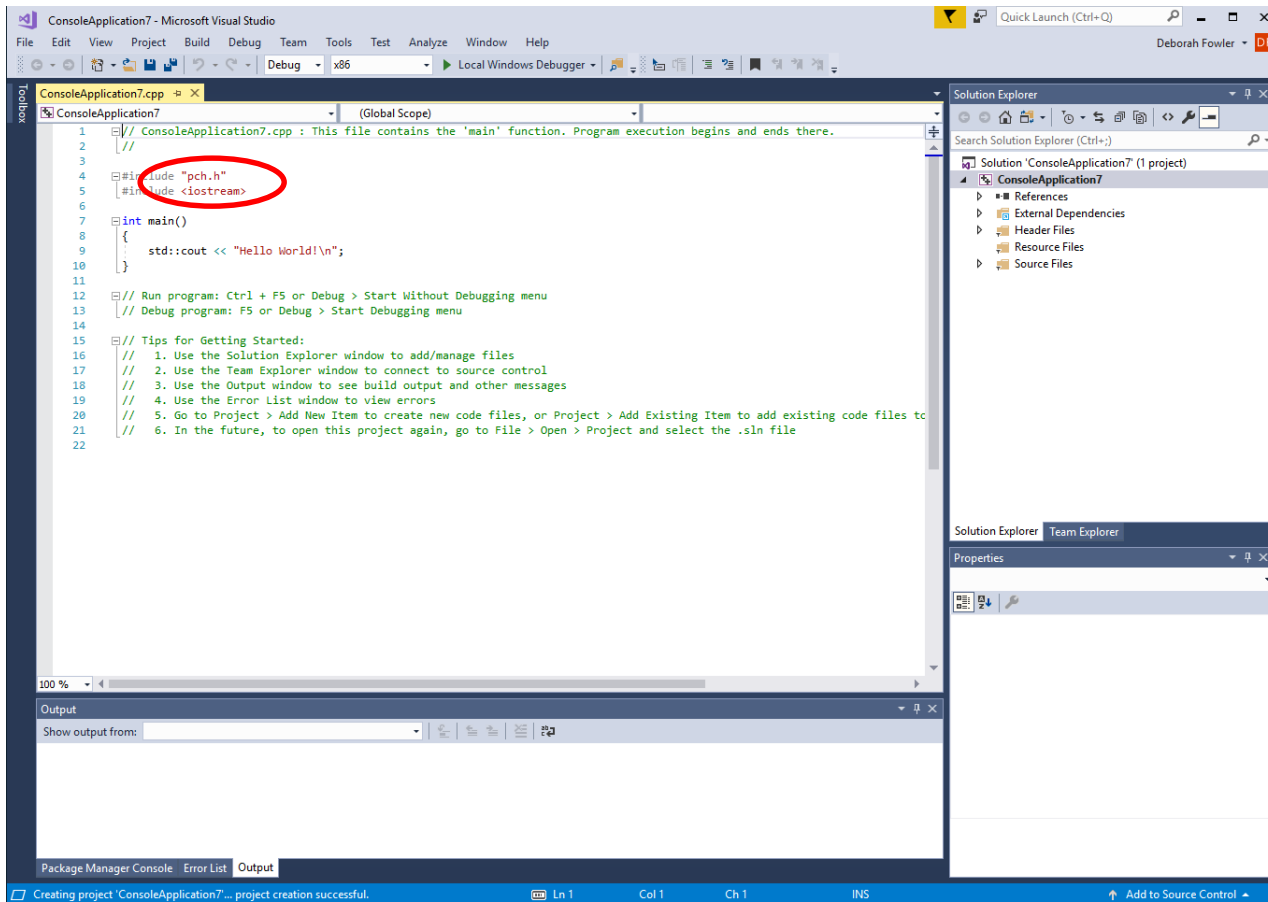 ConsoleApplication7 - Microsoft Visual Studio
Quick Launch (Ctrl+Q)
File Edit View Project Build Debug Team Tools Test Analyze Window Help
Deborah Fowler
Debug x86 Local Windows Debugger
Toolbox
ConsoleApplication7.cpp
ConsoleApplication7 (Global Scope)
1 // ConsoleApplication7.cpp : This file contains the 'main' function. Program execution begins and ends there.
2 //
3
4 #include "pch.h"
5 #include <iostream>
6
7 int main()
8 {
9 std::cout << "Hello World!\n";
10 }
11
12 // Run program: Ctrl + F5 or Debug > Start Without Debugging menu
13 // Debug program: F5 or Debug > Start Debugging menu
14
15 // Tips for Getting Started:
16 // 1. Use the Solution Explorer window to add/manage files
17 // 2. Use the Team Explorer window to connect to source control
18 // 3. Use the Output window to see build output and other messages
19 // 4. Use the Error List window to view errors
20 // 5. Go to Project > Add New Item to create new code files, or Project > Add Existing Item to add existing code files to
21 // 6. In the future, to open this project again, go to File > Open > Project and select the .sln file
22
100 %
Output
Show output from:
Package Manager Console Error List Output
Solution Explorer
Search Solution Explorer (Ctrl+;)
Solution 'ConsoleApplication7' (1 project)
ConsoleApplication7
References
External Dependencies
Header Files
Resource Files
Source Files
Solution Explorer Team Explorer
Properties
Creating project 'ConsoleApplication7'... project creation successful. Ln 1 Col 1 Ch 1 INS Add to Source Control